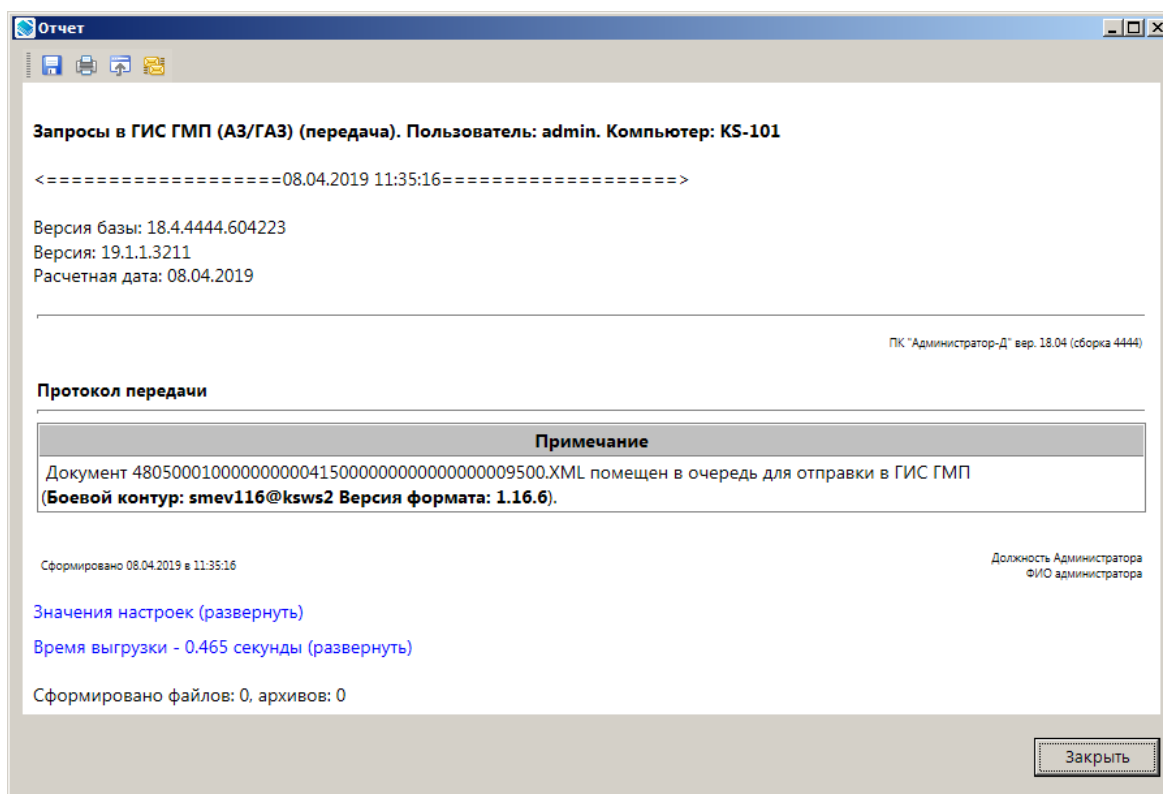 Отчет
Запросы в ГИС ГМП (АЗ/ГАЗ) (передача). Пользователь: admin. Компьютер: KS-101
<===================08.04.2019 11:35:16===================>
Версия базы: 18.4.4444.604223
Версия: 19.1.1.3211
Расчетная дата: 08.04.2019
ПК "Администратор-Д" вер. 18.04 (сборка 4444)
Протокол передачи
Примечание
Документ 4805000100000000004150000000000000009500.XML помещен в очередь для отправки в ГИС ГМП
(Боевой контур: smev116@ksws2 Версия формата: 1.16.6).
Сформировано 08.04.2019 в 11:35:16
Должность Администратора
ФИО администратора
Значения настроек (развернуть)
Время выгрузки - 0.465 секунды (развернуть)
Сформировано файлов: 0, архивов: 0
Закрыть